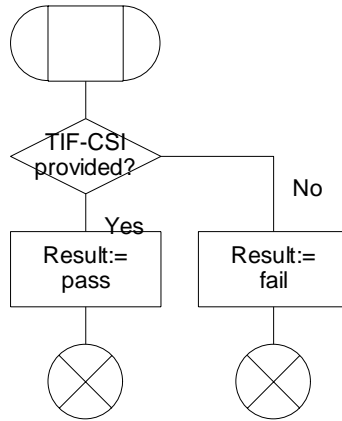 TIF-CSI
provided?
No
Yes
Result:=
pass
Result:=
fail